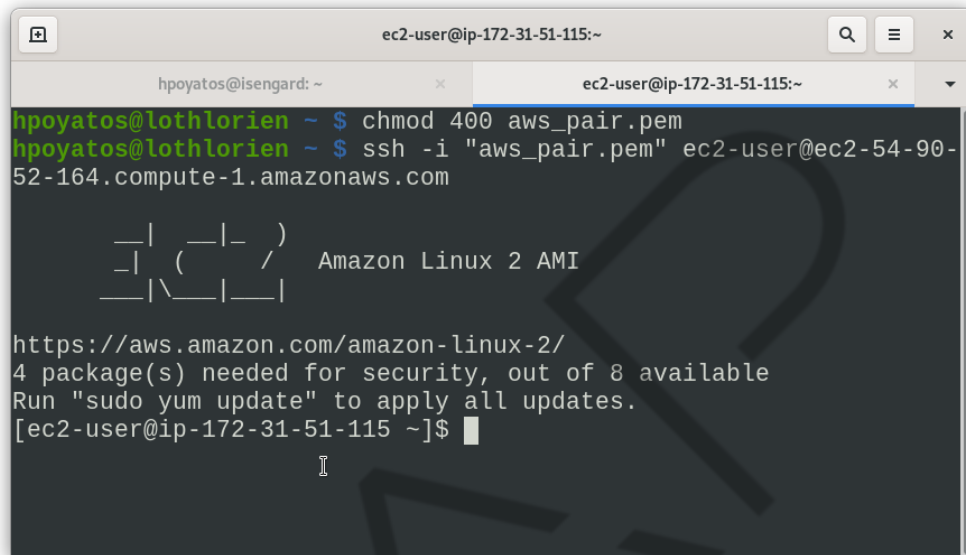 ec2-user@ip-172-31-51-115:~
hpoyatos@isengard: ~
ec2-user@ip-172-31-51-115:~
hpoyatos@lothlorien ~ $ chmod 400 aws_pair.pem
hpoyatos@lothlorien ~ $ ssh -i "aws_pair.pem" ec2-user@ec2-54-90-
52-164.compute-1.amazonaws.com
       __|  __|_  )
       _|  (     /   Amazon Linux 2 AMI
      ___|\___|___|
https://aws.amazon.com/amazon-linux-2/
4 package(s) needed for security, out of 8 available
Run "sudo yum update" to apply all updates.
[ec2-user@ip-172-31-51-115 ~]$